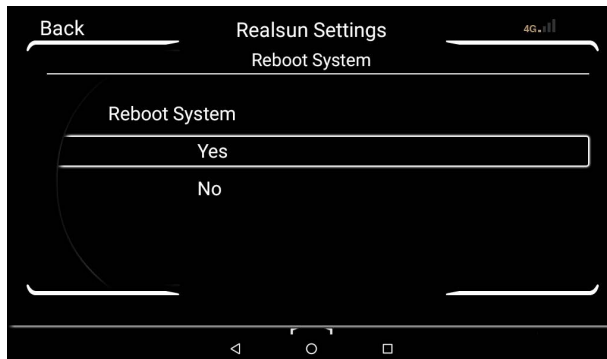 Back
Realsun Settings
4G
Reboot System
Reboot System
Yes
No